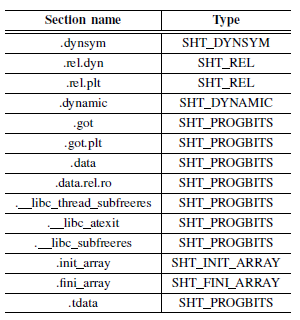 Section name Type
.dynsym SHT_DYNSYM
.rel.dyn SHT_REL
.rel.plt SHT_REL
.dynamic SHT_DYNAMIC
.got SHT_PROGBITS
.got.plt SHT_PROGBITS
.data SHT_PROGBITS
.data.rel.ro SHT_PROGBITS
.__libc_thread_subfreeres SHT_PROGBITS
.__libc_atexit SHT_PROGBITS
.__libc_subfreeres SHT_PROGBITS
.init_array SHT_INIT_ARRAY
.fini_array SHT_FINI_ARRAY
.tdata SHT_PROGBITS